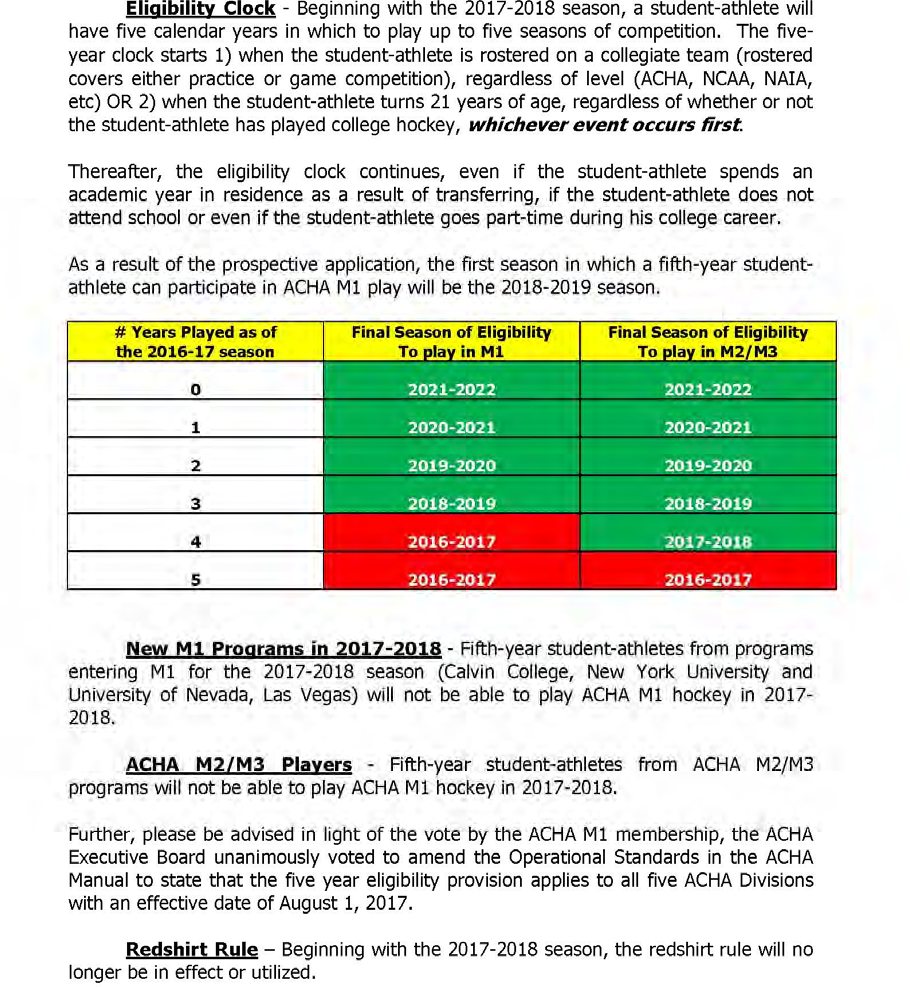 Eligibility Clock - Beginning with the 2017-2018 season, a student-athlete will
have five calendar years in which to play up to five seasons of competition. The five-
year clock starts 1) when the student-athlete is rostered on a collegiate team (rostered
covers either practice or game competition), regardless of level (ACHA, NCAA, NAIA,
etc) OR 2) when the student-athlete turns 21 years of age, regardless of whether or not
the student-athlete has played college hockey, whichever event occurs first.
Thereafter, the eligibility clock continues, even if the student-athlete spends an
academic year in residence as a result of transferring, if the student-athlete does not
attend school or even if the student-athlete goes part-time during his college career.
As a result of the prospective application, the first season in which a fifth-year student-
athlete can participate in ACHA M1 play will be the 2018-2019 season.
# Years Played as of Final Season of Eligibility Final Season of Eligibility
the 2016-17 season To play in M1 To play in M2/M3
0 2021-2022 2021-2022
1 2020-2021 2020-2021
2 2019-2020 2019-2020
3 2018-2019 2018-2019
4 2016-2017 2017-2018
5 2016-2017 2016-2017
New M1 Programs in 2017-2018 - Fifth-year student-athletes from programs
entering M1 for the 2017-2018 season (Calvin College, New York University and
University of Nevada, Las Vegas) will not be able to play ACHA M1 hockey in 2017-
2018.
ACHA M2/M3 Players - Fifth-year student-athletes from ACHA M2/M3
programs will not be able to play ACHA M1 hockey in 2017-2018.
Further, please be advised in light of the vote by the ACHA M1 membership, the ACHA
Executive Board unanimously voted to amend the Operational Standards in the ACHA
Manual to state that the five year eligibility provision applies to all five ACHA Divisions
with an effective date of August 1, 2017.
Redshirt Rule – Beginning with the 2017-2018 season, the redshirt rule will no
longer be in effect or utilized.